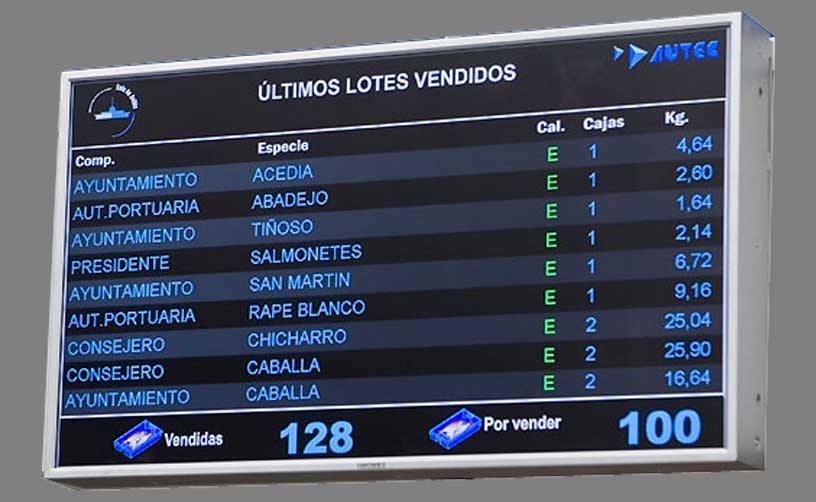 AUTEC
ÚLTIMOS LOTES VENDIDOS
Comp. Especie Cal. Cajas Kg.
AYUNTAMIENTO ACEDIA E 1 4,64
AUT.PORTUARIA ABADEJO E 1 2,60
AYUNTAMIENTO TIÑOSO E 1 1,64
PRESIDENTE SALMONETES E 1 2,14
AYUNTAMIENTO SAN MARTIN E 1 6,72
AUT.PORTUARIA RAPE BLANCO E 1 9,16
CONSEJERO CHICHARRO E 2 25,04
CONSEJERO CABALLA E 2 25,90
AYUNTAMIENTO CABALLA E 2 16,64
Vendidas 128 Por vender 100